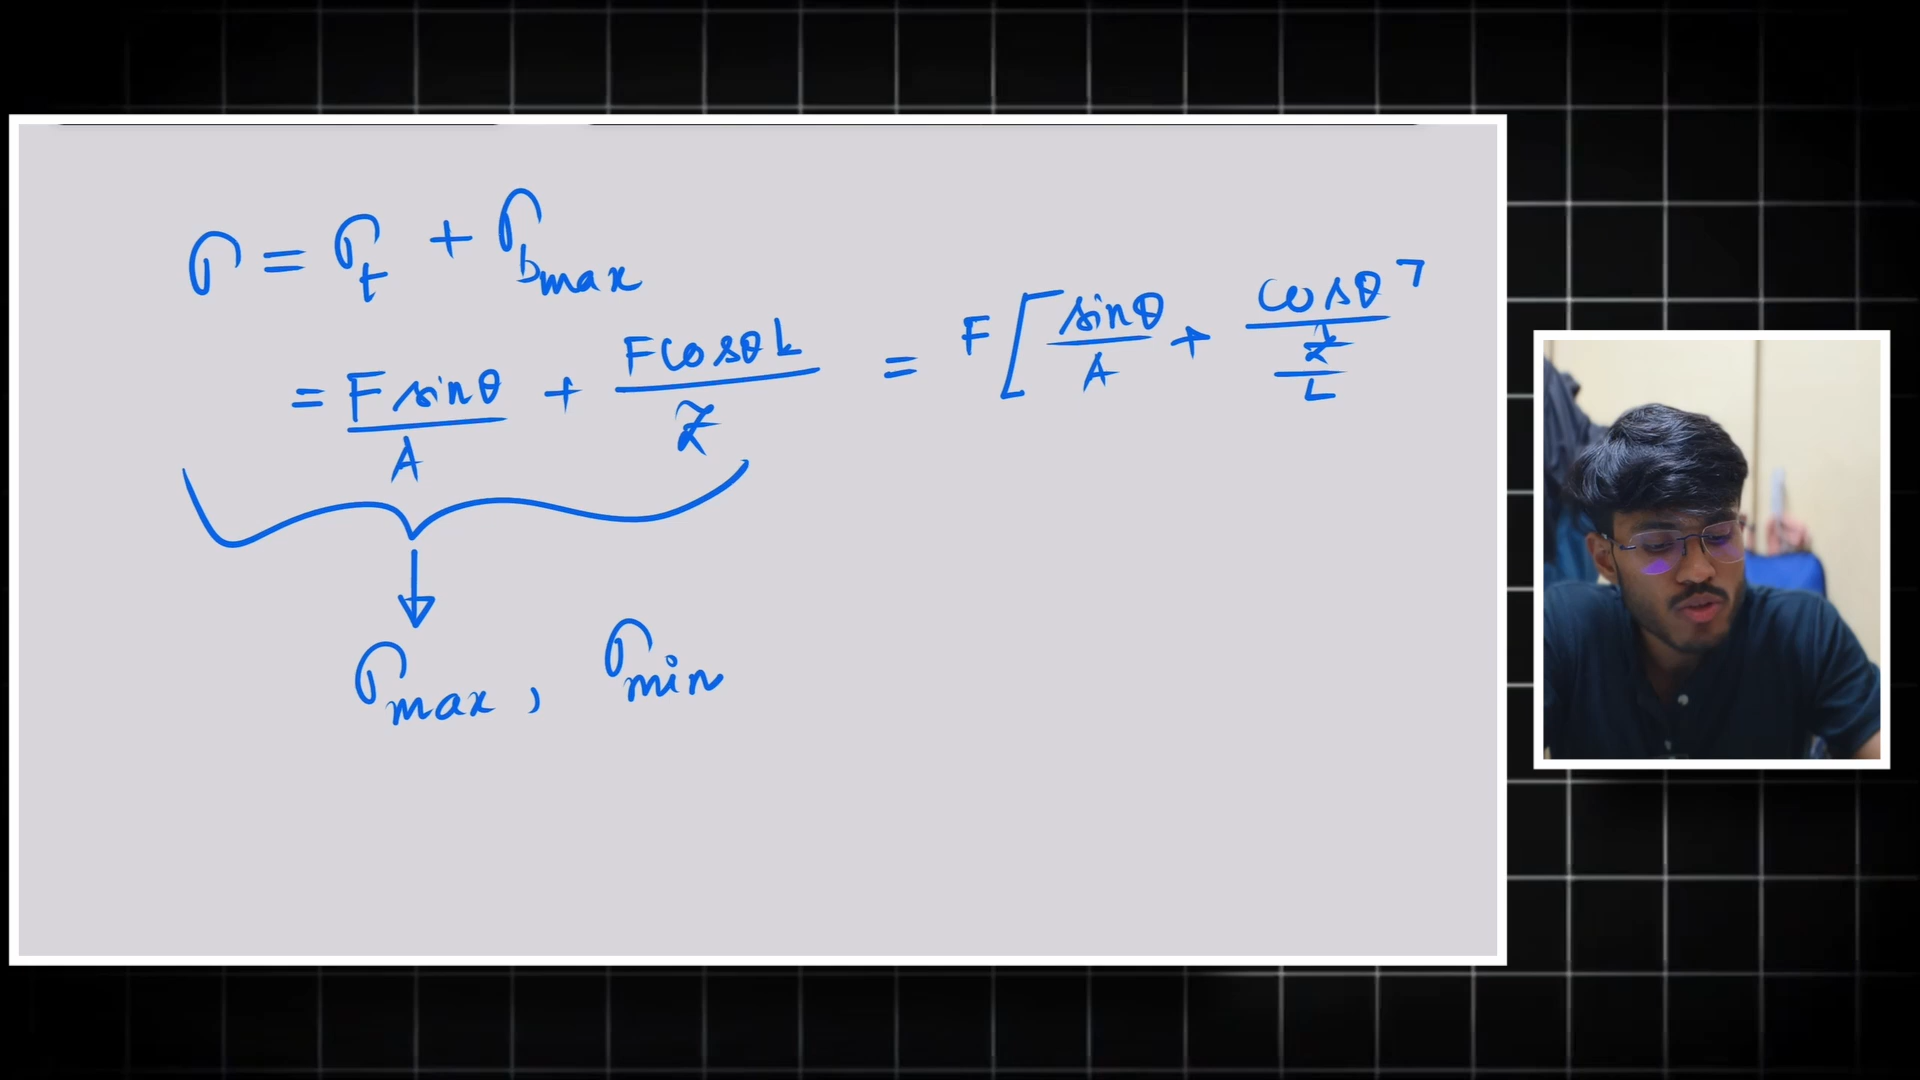 σ = σt + σbmax
= F sinθ / A + F cosθ L / Z = F [ sinθ / A + cosθ / (Z / L) ]
σmax , σmin